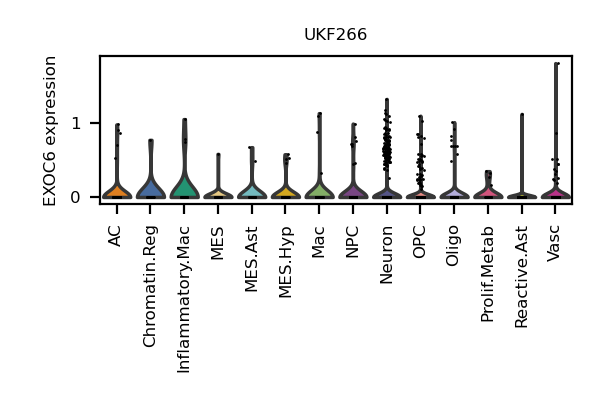 UKF266
EXOC6 expression
1
0
AC
Chromatin.Reg
Inflammatory.Mac
MES
MES.Ast
MES.Hyp
Mac
NPC
Neuron
OPC
Oligo
Prolif.Metab
Reactive.Ast
Vasc